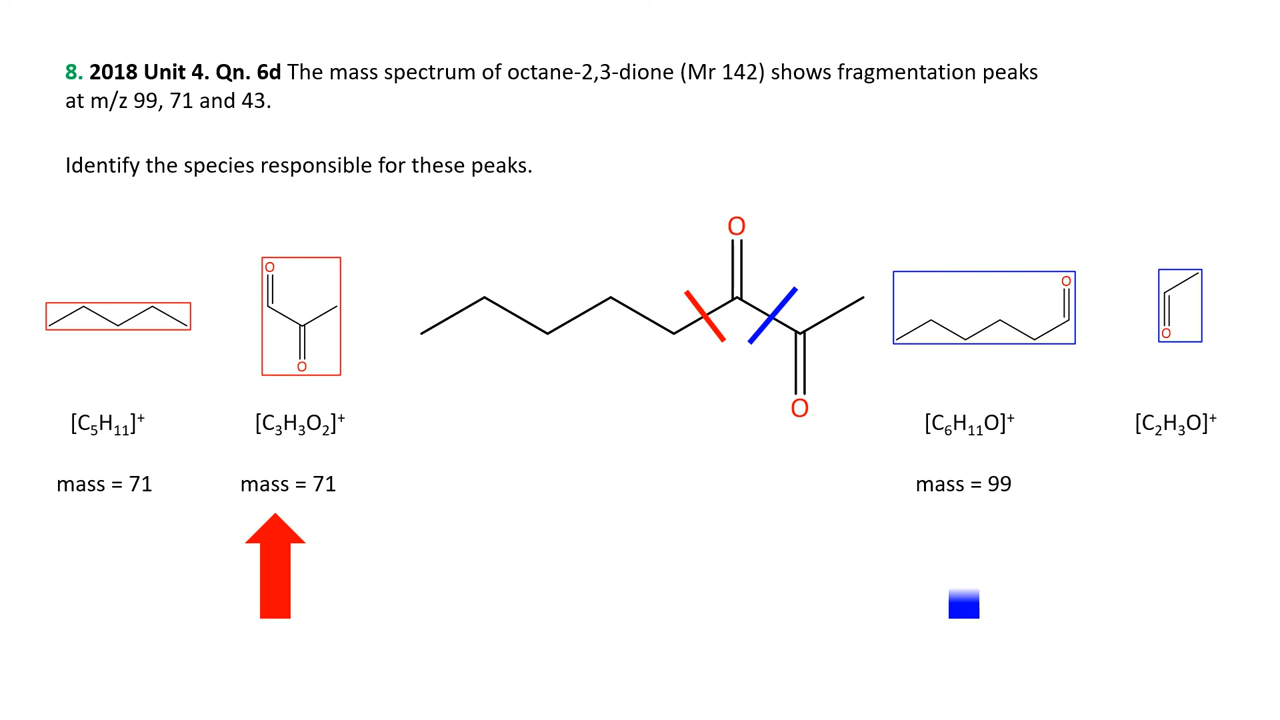 8. 2018 Unit 4. Qn. 6d The mass spectrum of octane-2,3-dione (Mr 142) shows fragmentation peaks
at m/z 99, 71 and 43.
Identify the species responsible for these peaks.
O
O
O
O
O
O
[C₅H₁₁]⁺ [C₃H₃O₂]⁺ [C₆H₁₁O]⁺ [C₂H₃O]⁺
mass = 71 mass = 71 mass = 99